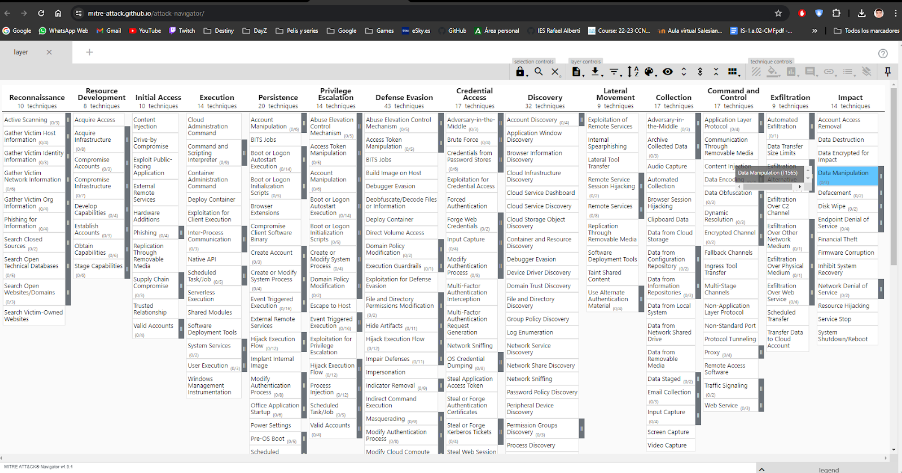 mitre-attack.github.io/attack-navigator/
Google WhatsApp Web Gmail YouTube Twitch Destiny DayZ Pelis y series Google Games eSky.es GitHub Área personal IES Rafael Alberti Course: 22-23 CCN... Aula virtual Salesian... IS-1.a.02-CMFpdf -... Todos los marcadores
layer
selection controls layer controls technique controls
Reconnaissance
10 techniques
Active Scanning (0/3)
Gather Victim Host
Information (0/4)
Gather Victim Identity
Information (0/3)
Gather Victim
Network Information
(0/6)
Gather Victim Org
Information (0/4)
Phishing for
Information (0/4)
Search Closed
Sources (0/2)
Search Open
Technical Databases
(0/5)
Search Open
Websites/Domains
(0/3)
Search Victim-Owned
Websites
Resource
Development
8 techniques
Acquire Access
Acquire
Infrastructure
Compromise
Accounts
Compromise
Infrastructure
Develop
Capabilities (0/4)
Establish
Accounts (0/3)
Obtain
Capabilities
Stage Capabilities
Initial Access
10 techniques
Content
Injection
Drive-by
Compromise
Exploit Public-
Facing
Application
External
Remote
Services
Hardware
Additions
Phishing (0/4)
Replication
Through
Removable
Media
Supply Chain
Compromise
Trusted
Relationship
Valid Accounts
Execution
14 techniques
Cloud
Administration
Command
Command and
Scripting
Interpreter
Container
Administration
Command
Deploy Container
Exploitation for
Client Execution
Inter-Process
Communication
Native API
Scheduled
Task/Job
Serverless
Execution
Shared Modules
Software
Deployment Tools
System Services
User Execution
Windows
Management
Instrumentation
Persistence
20 techniques
Account
Manipulation
BITS Jobs
Boot or Logon
Autostart
Execution
Boot or Logon
Initialization
Scripts
Browser
Extensions
Compromise
Client Software
Binary
Create Account
Create or Modify
System Process
Event Triggered
Execution
External Remote
Services
Hijack Execution
Flow
Implant Internal
Image
Modify
Authentication
Process
Office Application
Startup
Power Settings
Pre-OS Boot
Scheduled
Privilege
Escalation
14 techniques
Abuse Elevation
Control
Mechanism
Access Token
Manipulation
Account
Manipulation
Boot or Logon
Autostart
Execution
Boot or Logon
Initialization
Scripts
Create or
Modify System
Process
Domain Policy
Modification
Escape to Host
Event Triggered
Execution
Exploitation for
Privilege
Escalation
Hijack Execution
Flow
Process
Injection
Scheduled
Task/Job
Valid Accounts
Defense Evasion
43 techniques
Abuse Elevation Control
Mechanism
Access Token
Manipulation
BITS Jobs
Build Image on Host
Debugger Evasion
Deobfuscate/Decode Files
or Information
Deploy Container
Direct Volume Access
Domain Policy
Modification
Execution Guardrails
Exploitation for Defense
Evasion
File and Directory
Permissions Modification
Hide Artifacts
Hijack Execution Flow
Impair Defenses
Impersonation
Indicator Removal
Indirect Command
Execution
Masquerading
Modify Authentication
Process
Modify Cloud Compute
Credential
Access
17 techniques
Adversary-in-the-
Middle
Brute Force
Credentials from
Password Stores
Exploitation for
Credential Access
Forced
Authentication
Forge Web
Credentials
Input Capture
Modify
Authentication
Process
Multi-Factor
Authentication
Interception
Multi-Factor
Authentication
Request
Generation
Network Sniffing
OS Credential
Dumping
Steal Application
Access Token
Steal or Forge
Authentication
Certificates
Steal or Forge
Kerberos Tickets
Steal Web Session
Discovery
32 techniques
Account Discovery
Application Window
Discovery
Browser Information
Discovery
Cloud Infrastructure
Discovery
Cloud Service Dashboard
Cloud Service Discovery
Cloud Storage Object
Discovery
Container and Resource
Discovery
Debugger Evasion
Device Driver Discovery
Domain Trust Discovery
File and Directory
Discovery
Group Policy Discovery
Log Enumeration
Network Service
Discovery
Network Share Discovery
Network Sniffing
Password Policy Discovery
Peripheral Device
Discovery
Permission Groups
Discovery
Process Discovery
Lateral
Movement
9 techniques
Exploitation of
Remote Services
Internal
Spearphishing
Lateral Tool
Transfer
Remote Service
Session Hijacking
Remote
Services
Replication
Through
Removable Media
Software
Deployment Tools
Taint Shared
Content
Use Alternate
Authentication
Material
Collection
17 techniques
Adversary-in-
the-Middle
Archive
Collected Data
Audio Capture
Automated
Collection
Browser Session
Hijacking
Clipboard Data
Data from Cloud
Storage
Data from
Configuration
Repository
Data from
Information
Repositories
Data from Local
System
Data from
Network Shared
Drive
Data from
Removable
Media
Data Staged
Email Collection
Input Capture
Screen Capture
Video Capture
Command and
Control
17 techniques
Application Layer
Protocol
Communication
Through
Removable Media
Content
Data
Data Obfuscation
Dynamic
Resolution
Encrypted Channel
Fallback Channels
Ingress Tool
Transfer
Multi-Stage
Channels
Non-Application
Layer Protocol
Non-Standard Port
Protocol Tunneling
Proxy
Remote Access
Software
Traffic Signaling
Web Service
Exfiltration
9 techniques
Automated
Exfiltration
Data Transfer
Size Limits
Exfiltration
Exfiltration
Over C2
Channel
Exfiltration
Over Other
Network
Medium
Exfiltration
Over Physical
Medium
Exfiltration
Over Web
Service
Scheduled
Transfer
Transfer Data
to Cloud
Account
Impact
14 techniques
Account Access
Removal
Data Destruction
Data Encrypted for
Impact
Data Manipulation
Defacement
Disk Wipe
Endpoint Denial of
Service
Financial Theft
Firmware Corruption
Inhibit System
Recovery
Network Denial of
Service
Resource Hijacking
Service Stop
System
Shutdown/Reboot
Data Manipulation (T1565)
MITRE ATT&CK® Navigator v4.9.1
legend